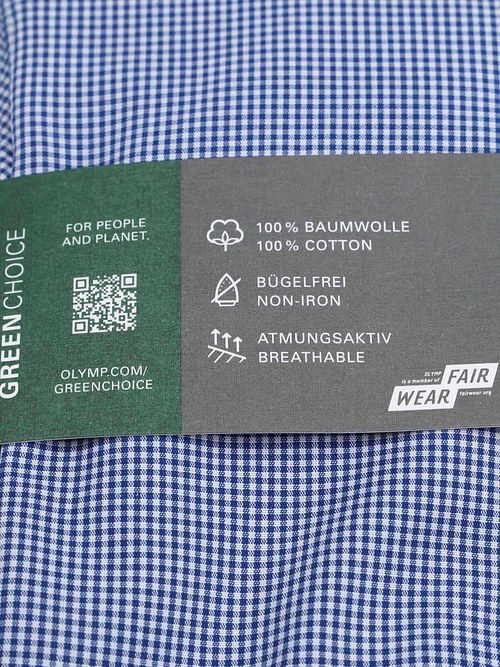 GREEN CHOICE
FOR PEOPLE
AND PLANET.
OLYMP.COM/
GREENCHOICE
100 % BAUMWOLLE
100 % COTTON
BÜGELFREI
NON-IRON
ATMUNGSAKTIV
BREATHABLE
OLYMP
is a member of
FAIR
WEAR
fairwear.org